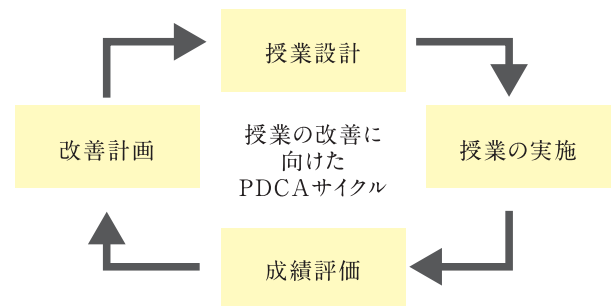 授業設計
改善計画
授業の改善に
向けた
PDCAサイクル
授業の実施
成績評価